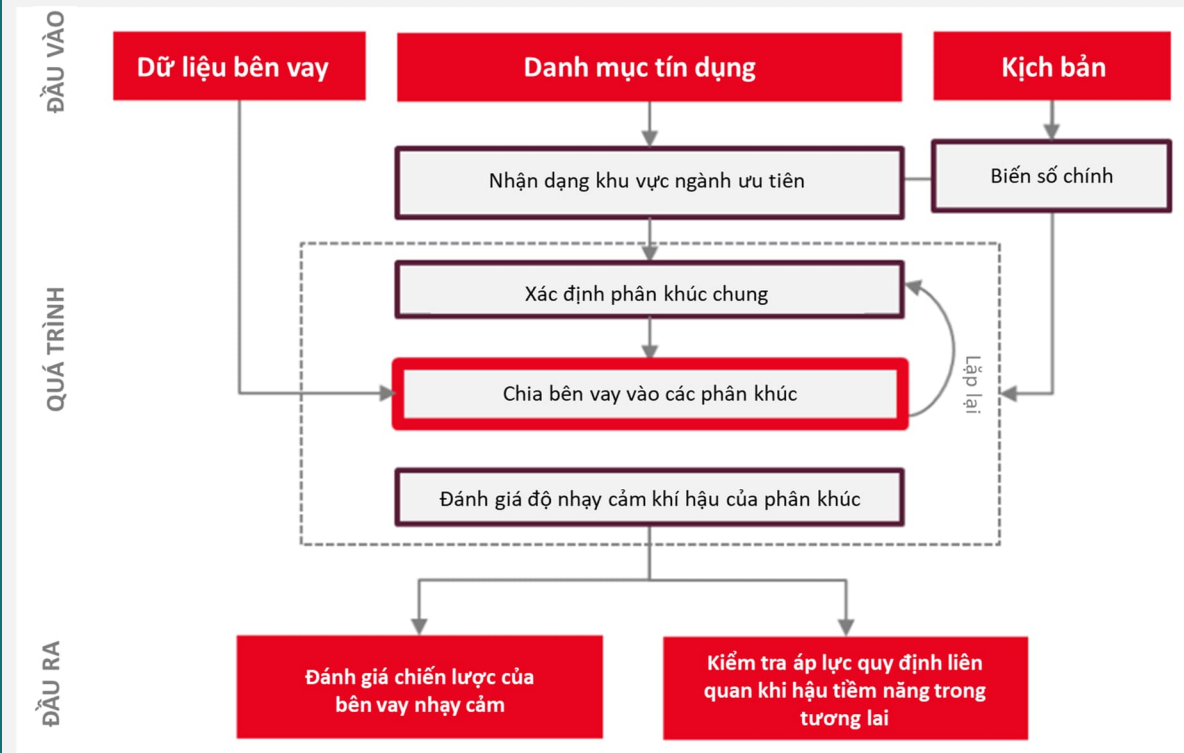 ĐẦU VÀO
Dữ liệu bên vay
Danh mục tín dụng
Kịch bản
Nhận dạng khu vực ngành ưu tiên
Biến số chính
QUÁ TRÌNH
Xác định phân khúc chung
Chia bên vay vào các phân khúc
Lặp lại
Đánh giá độ nhạy cảm khí hậu của phân khúc
ĐẦU RA
Đánh giá chiến lược của
bên vay nhạy cảm
Kiểm tra áp lực quy định liên
quan khi hậu tiềm năng trong
tương lai